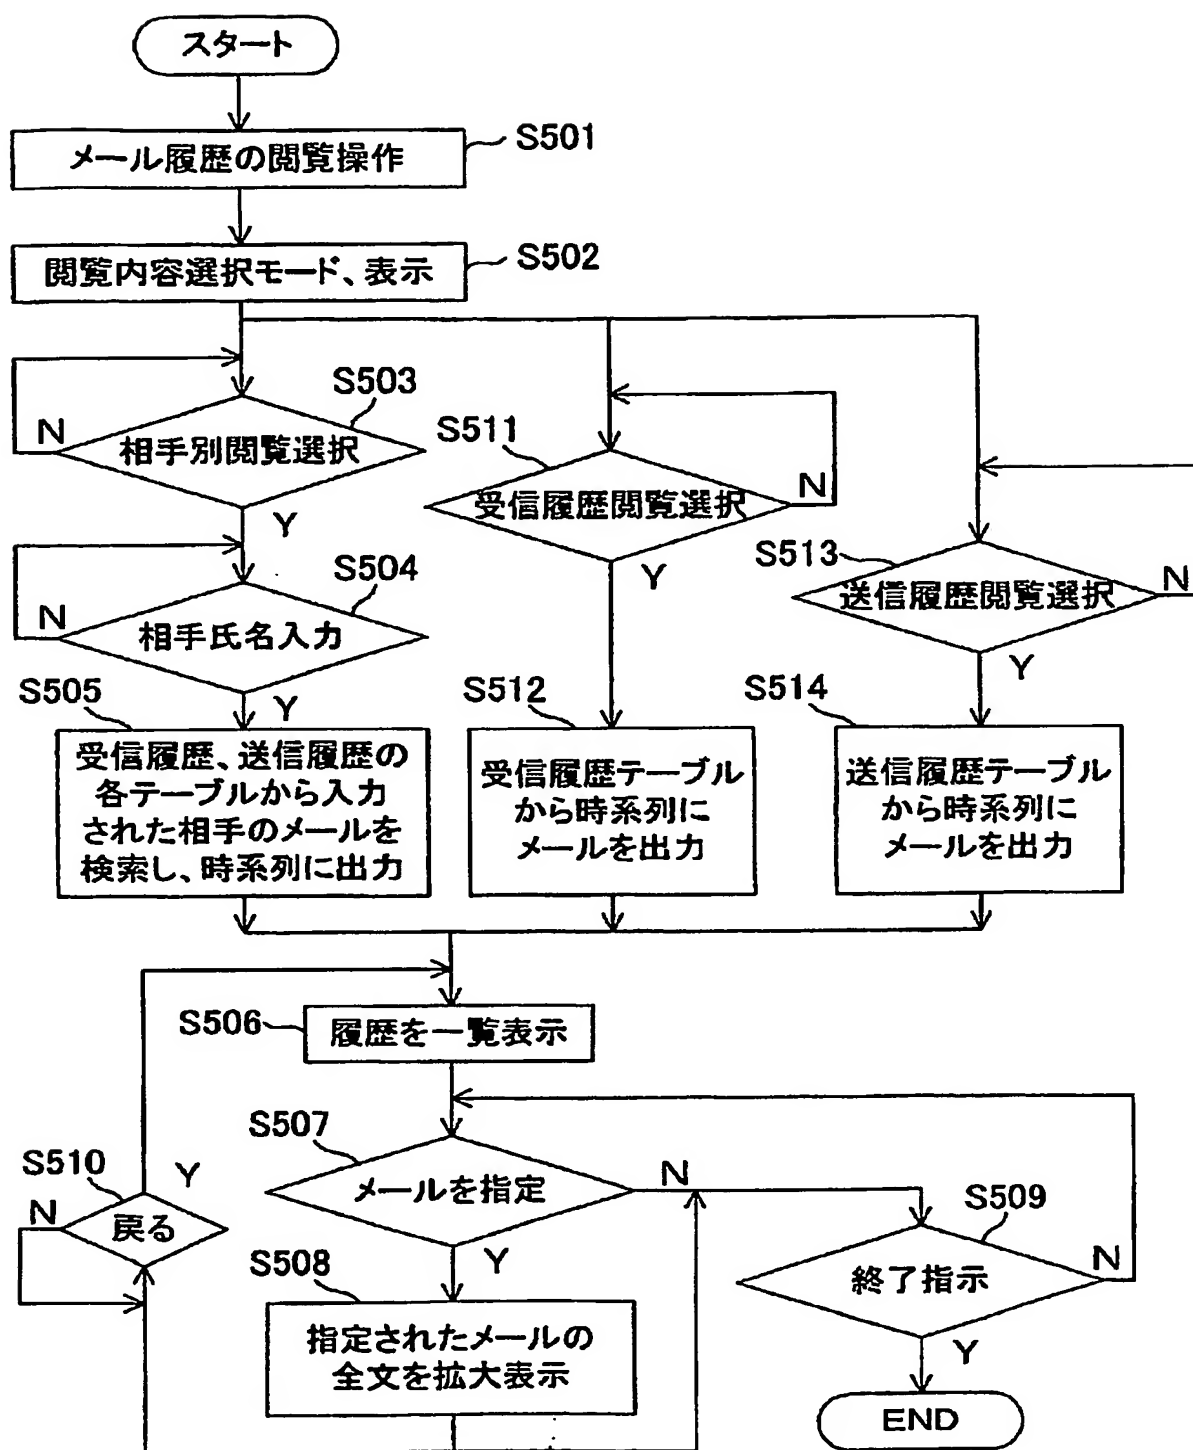 スタート
S501
メール履歴の閲覧操作
S502
閲覧内容選択モード、表示
S503
N
相手別閲覧選択
Y
S504
N
相手氏名入力
Y
S505
受信履歴、送信履歴の
各テーブルから入力
された相手のメールを
検索し、時系列に出力
S511
受信履歴閲覧選択
N
Y
S512
受信履歴テーブル
から時系列に
メールを出力
S513
送信履歴閲覧選択
N
Y
S514
送信履歴テーブル
から時系列に
メールを出力
S506
履歴を一覧表示
S507
メールを指定
N
Y
S508
指定されたメールの
全文を拡大表示
S510
Y
N
戻る
S509
終了指示
N
Y
END